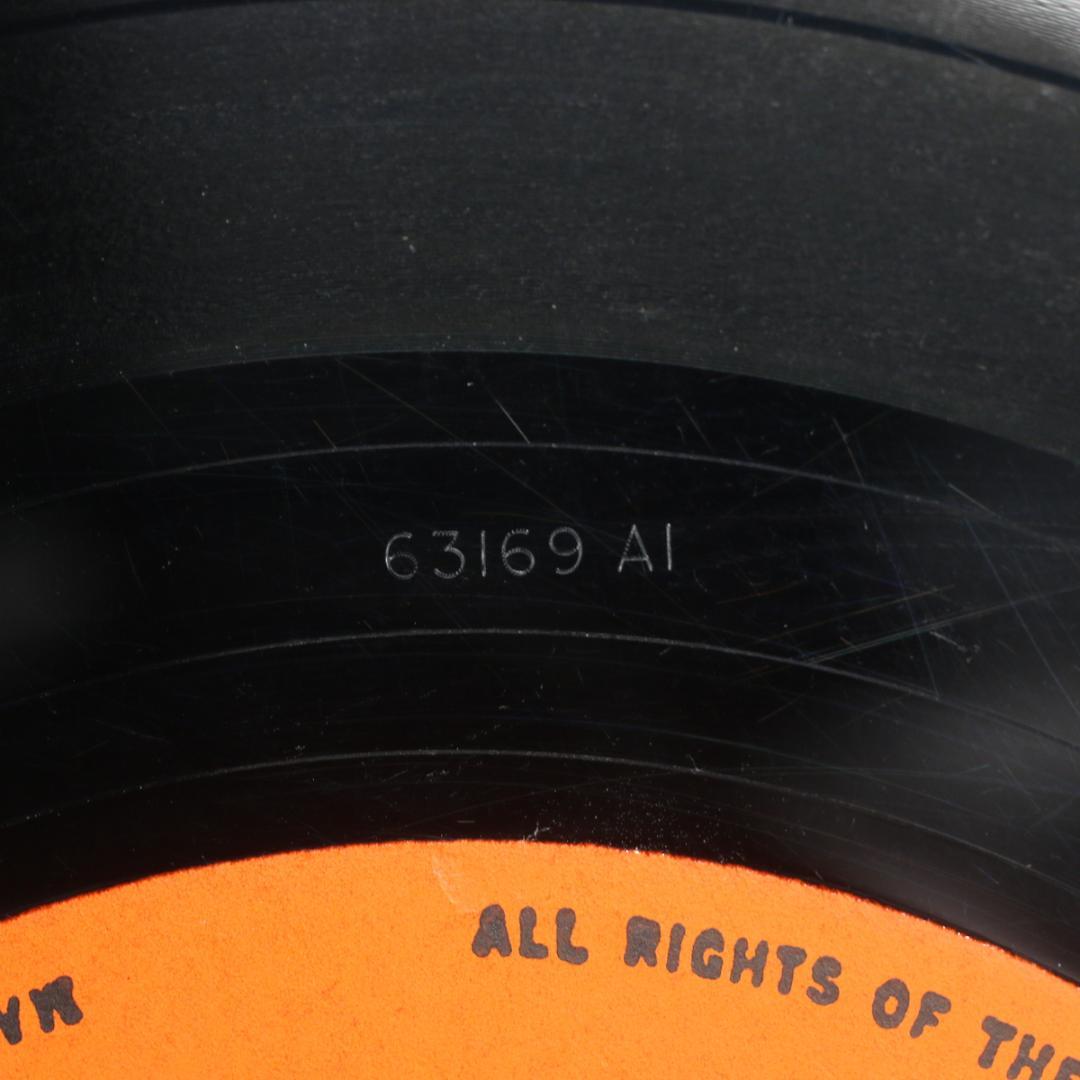 63169 A1
ALL RIGHTS OF THE